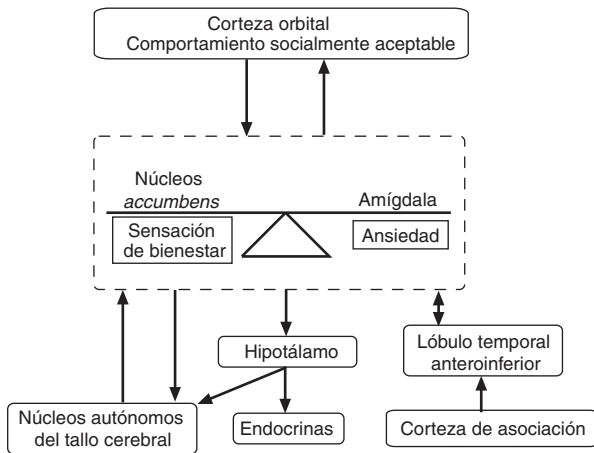 Corteza orbital
Comportamiento socialmente aceptable
Núcleos
accumbens
Amígdala
Sensación
de bienestar
Ansiedad
Hipotálamo
Lóbulo temporal
anteroinferior
Núcleos autónomos
del tallo cerebral
Endocrinas
Corteza de asociación